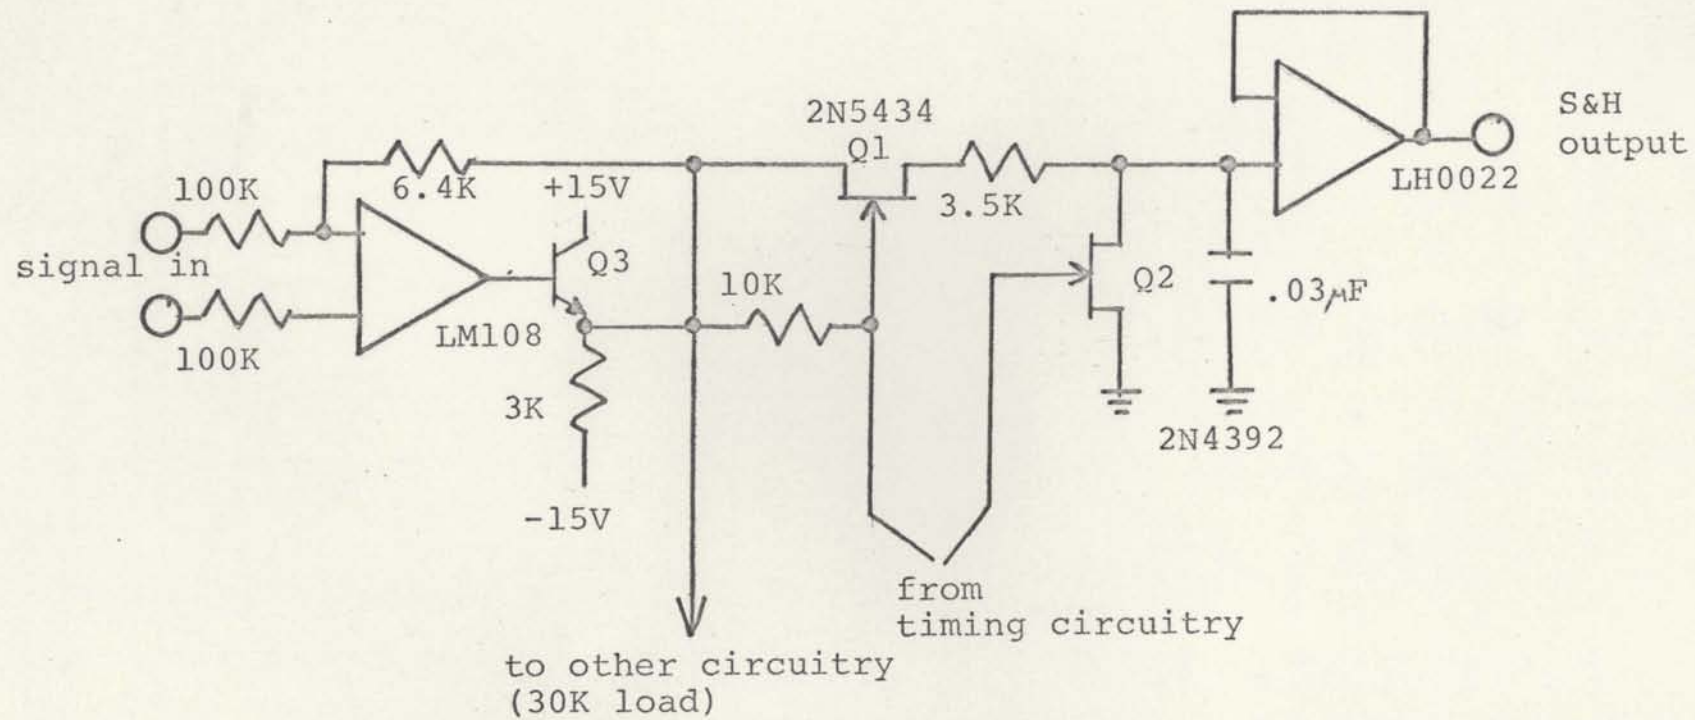 2N5434
Q1
S&H
output
LH0022
100K
6.4K
+15V
3.5K
signal in
Q3
10K
Q2
.03μF
LM108
100K
3K
2N4392
-15V
from
timing circuitry
to other circuitry
(30K load)